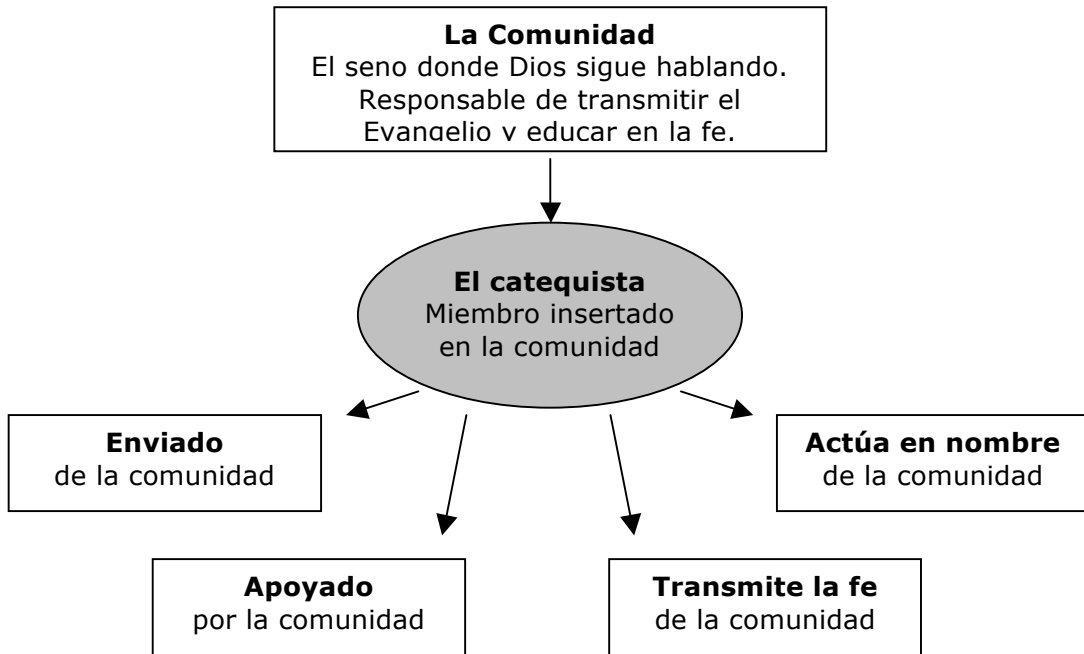 La Comunidad
El seno donde Dios sigue hablando.
Responsable de transmitir el
Evangelio y educar en la fe.
El catequista
Miembro insertado
en la comunidad
Enviado
de la comunidad
Actúa en nombre
de la comunidad
Apoyado
por la comunidad
Transmite la fe
de la comunidad